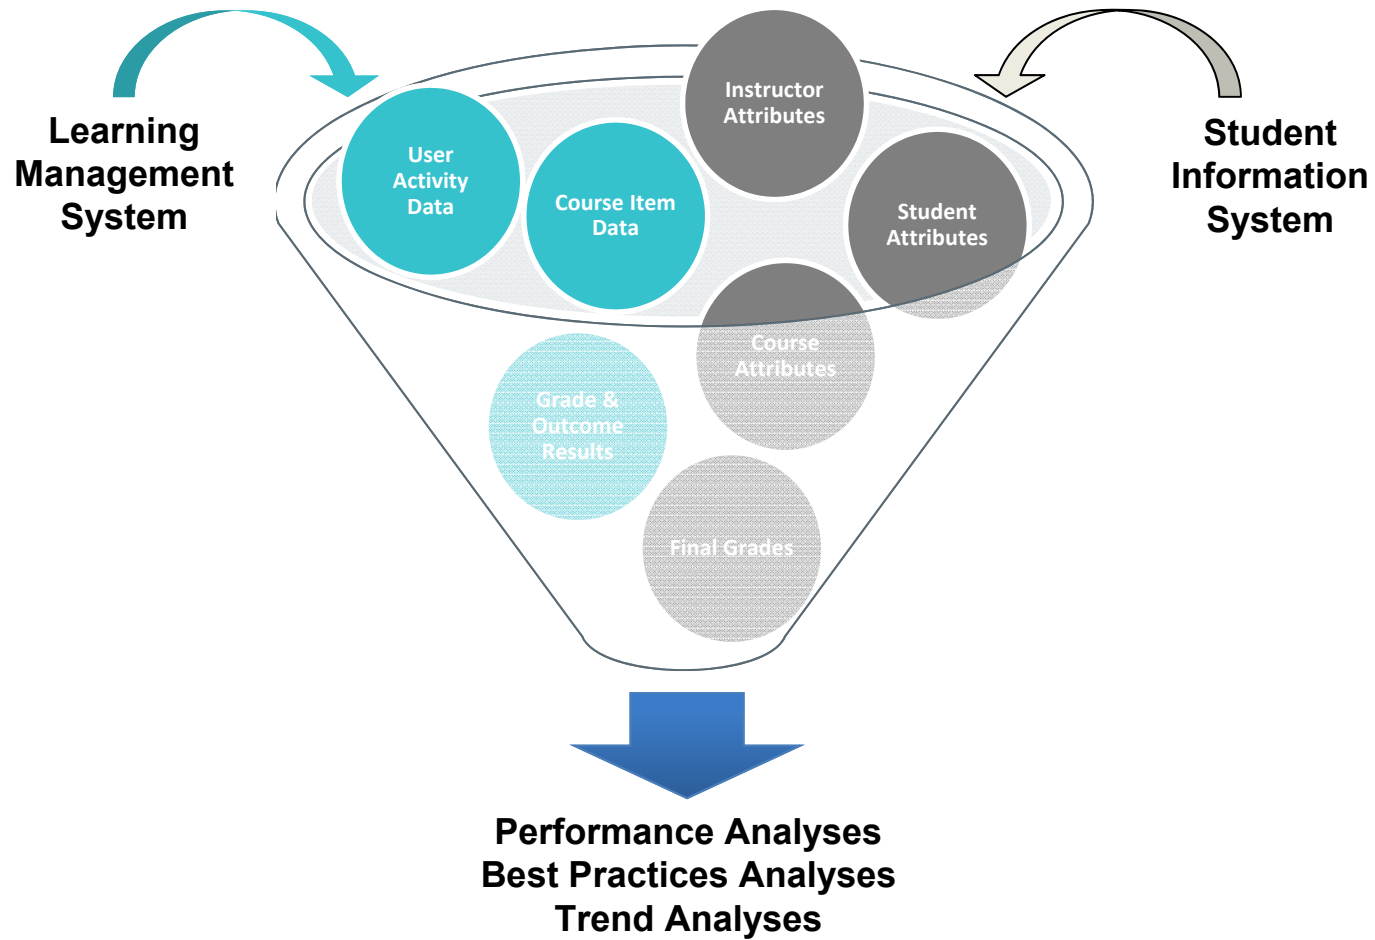 Learning
Management
System
User
Activity
Data
Course Item
Data
Instructor
Attributes
Student
Attributes
Student
Information
System
Course
Attributes
Grade &
Outcome
Results
Final Grades
Performance Analyses
Best Practices Analyses
Trend Analyses